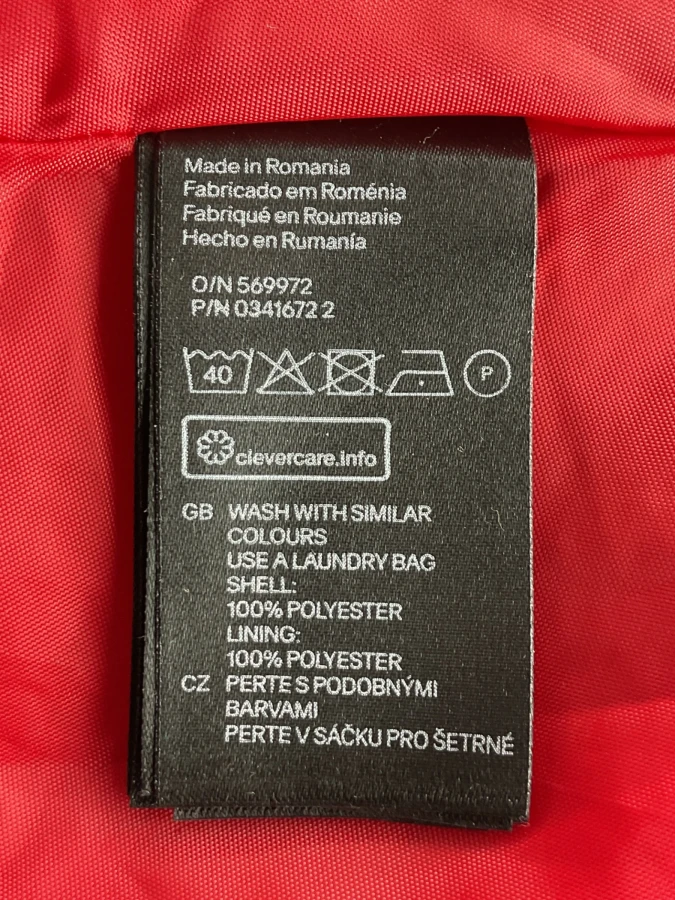 Made in Romania
Fabricado em Roménia
Fabriqué en Roumanie
Hecho en Rumanía
O/N 569972
P/N 0341672 2
40 P
clevercare.info
GB WASH WITH SIMILAR
COLOURS
USE A LAUNDRY BAG
SHELL:
100% POLYESTER
LINING:
100% POLYESTER
CZ PERTE S PODOBNÝMI
BARVAMI
PERTE V SÁČKU PRO ŠETRNÉ